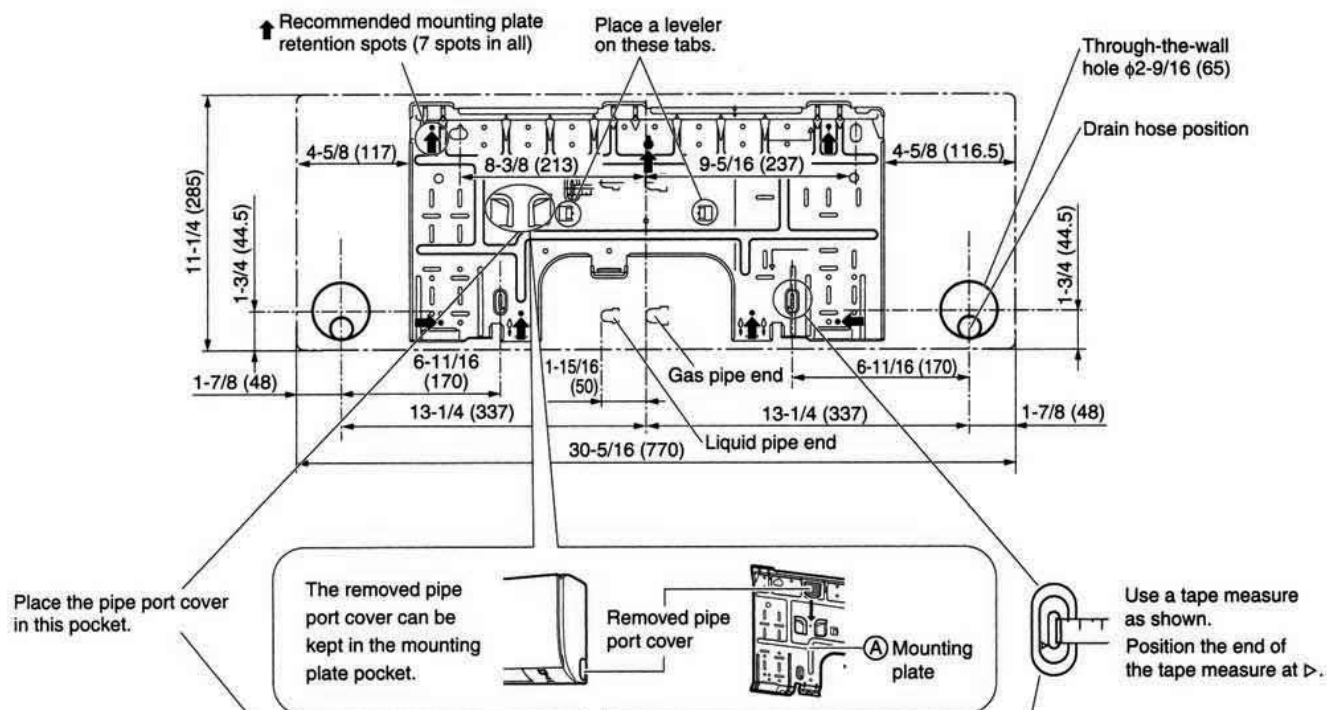 Recommended mounting plate
retention spots (7 spots in all)
Place a leveler
on these tabs.
Through-the-wall
hole ϕ2-9/16 (65)
Drain hose position
4-5/8 (117)
8-3/8 (213)
9-5/16 (237)
4-5/8 (116.5)
11-1/4 (285)
1-3/4 (44.5)
1-3/4 (44.5)
1-7/8 (48)
6-11/16
(170)
1-15/16
(50)
Gas pipe end
6-11/16 (170)
13-1/4 (337)
13-1/4 (337)
1-7/8 (48)
Liquid pipe end
30-5/16 (770)
Place the pipe port cover
in this pocket.
The removed pipe
port cover can be
kept in the mounting
plate pocket.
Removed pipe
port cover
Ⓐ Mounting
plate
Use a tape measure
as shown.
Position the end of
the tape measure at ▷.